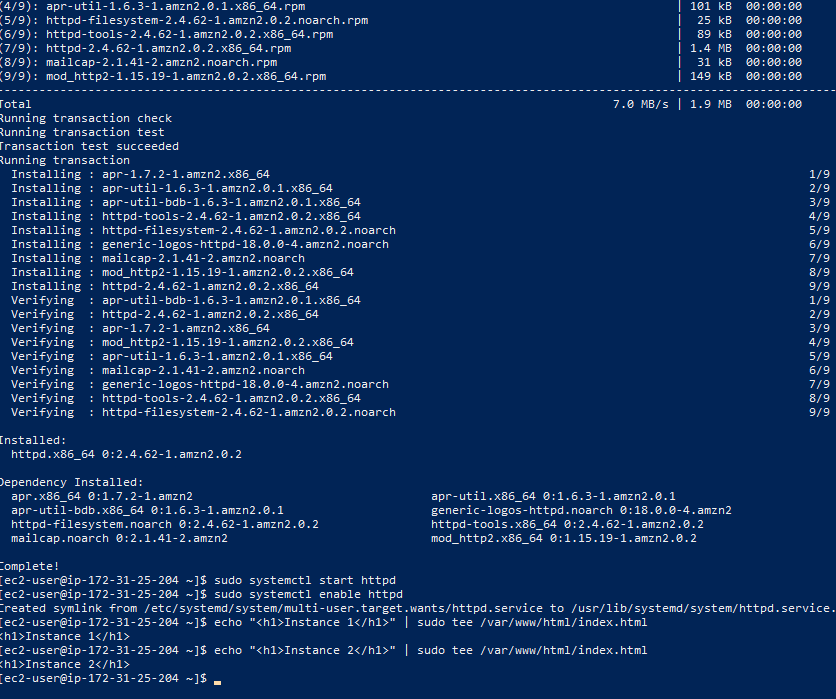 (4/9): apr-util-1.6.3-1.amzn2.0.1.x86_64.rpm | 101 kB 00:00:00
(5/9): httpd-filesystem-2.4.62-1.amzn2.0.2.noarch.rpm | 25 kB 00:00:00
(6/9): httpd-tools-2.4.62-1.amzn2.0.2.x86_64.rpm | 89 kB 00:00:00
(7/9): httpd-2.4.62-1.amzn2.0.2.x86_64.rpm | 1.4 MB 00:00:00
(8/9): mailcap-2.1.41-2.amzn2.noarch.rpm | 31 kB 00:00:00
(9/9): mod_http2-1.15.19-1.amzn2.0.2.x86_64.rpm | 149 kB 00:00:00
--------------------------------------------------------------------------------
Total 7.0 MB/s | 1.9 MB 00:00:00
Running transaction check
Running transaction test
Transaction test succeeded
Running transaction
Installing : apr-1.7.2-1.amzn2.x86_64 1/9
Installing : apr-util-1.6.3-1.amzn2.0.1.x86_64 2/9
Installing : apr-util-bdb-1.6.3-1.amzn2.0.1.x86_64 3/9
Installing : httpd-tools-2.4.62-1.amzn2.0.2.x86_64 4/9
Installing : httpd-filesystem-2.4.62-1.amzn2.0.2.noarch 5/9
Installing : generic-logos-httpd-18.0.0-4.amzn2.noarch 6/9
Installing : mailcap-2.1.41-2.amzn2.noarch 7/9
Installing : mod_http2-1.15.19-1.amzn2.0.2.x86_64 8/9
Installing : httpd-2.4.62-1.amzn2.0.2.x86_64 9/9
Verifying : apr-util-bdb-1.6.3-1.amzn2.0.1.x86_64 1/9
Verifying : httpd-2.4.62-1.amzn2.0.2.x86_64 2/9
Verifying : apr-1.7.2-1.amzn2.x86_64 3/9
Verifying : mod_http2-1.15.19-1.amzn2.0.2.x86_64 4/9
Verifying : apr-util-1.6.3-1.amzn2.0.1.x86_64 5/9
Verifying : mailcap-2.1.41-2.amzn2.noarch 6/9
Verifying : generic-logos-httpd-18.0.0-4.amzn2.noarch 7/9
Verifying : httpd-tools-2.4.62-1.amzn2.0.2.x86_64 8/9
Verifying : httpd-filesystem-2.4.62-1.amzn2.0.2.noarch 9/9
Installed:
httpd.x86_64 0:2.4.62-1.amzn2.0.2
Dependency Installed:
apr.x86_64 0:1.7.2-1.amzn2 apr-util.x86_64 0:1.6.3-1.amzn2.0.1
apr-util-bdb.x86_64 0:1.6.3-1.amzn2.0.1 generic-logos-httpd.noarch 0:18.0.0-4.amzn2
httpd-filesystem.noarch 0:2.4.62-1.amzn2.0.2 httpd-tools.x86_64 0:2.4.62-1.amzn2.0.2
mailcap.noarch 0:2.1.41-2.amzn2 mod_http2.x86_64 0:1.15.19-1.amzn2.0.2
Complete!
[ec2-user@ip-172-31-25-204 ~]$ sudo systemctl start httpd
[ec2-user@ip-172-31-25-204 ~]$ sudo systemctl enable httpd
Created symlink from /etc/systemd/system/multi-user.target.wants/httpd.service to /usr/lib/systemd/system/httpd.service.
[ec2-user@ip-172-31-25-204 ~]$ echo "<h1>Instance 1</h1>" | sudo tee /var/www/html/index.html
<h1>Instance 1</h1>
[ec2-user@ip-172-31-25-204 ~]$ echo "<h1>Instance 2</h1>" | sudo tee /var/www/html/index.html
<h1>Instance 2</h1>
[ec2-user@ip-172-31-25-204 ~]$